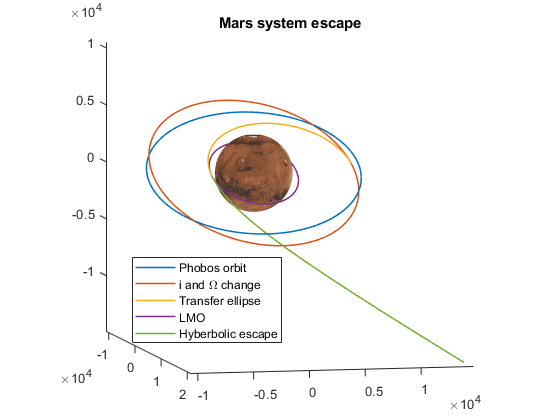 ×10⁴
Mars system escape
1
0.5
0
-0.5
-1
Phobos orbit
i and Ω change
Transfer ellipse
LMO
Hyberbolic escape
-1
0
1
2
×10⁴
-1
-0.5
0
0.5
1
×10⁴